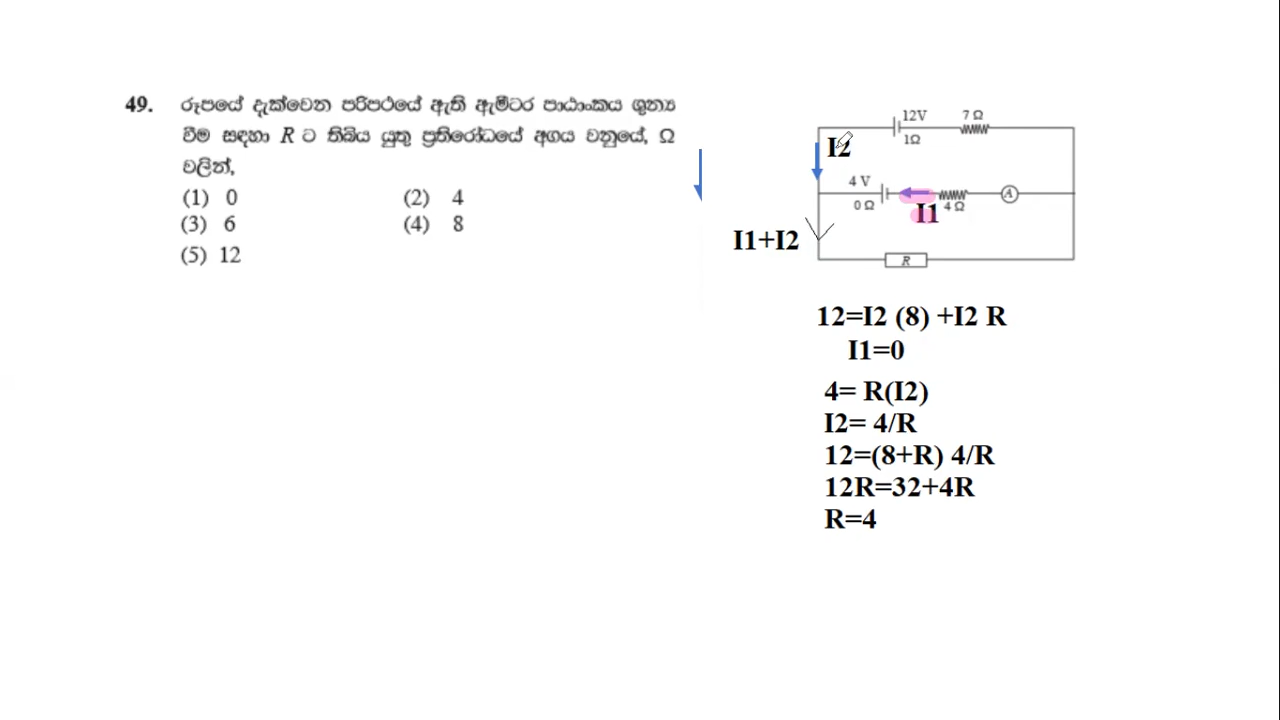 49. රූපයේ දැක්වෙන පරිපථයේ ඇති ඇමීටර පාඨාංකය ශුන්‍ය
වීම සඳහා R ට තිබිය යුතු ප්‍රතිරෝධයේ අගය වනුයේ, Ω
වලින්,
(1) 0 (2) 4
(3) 6 (4) 8
(5) 12
12V 7 Ω
1Ω
I2
4 V
0 Ω I1 4 Ω A
I1+I2
R
12=I2 (8) +I2 R
I1=0
4= R(I2)
I2= 4/R
12=(8+R) 4/R
12R=32+4R
R=4